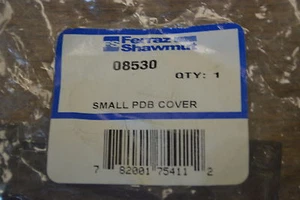 Ferraz
Shawmut
08530
QTY: 1
SMALL PDB COVER
7 82001 75411 2